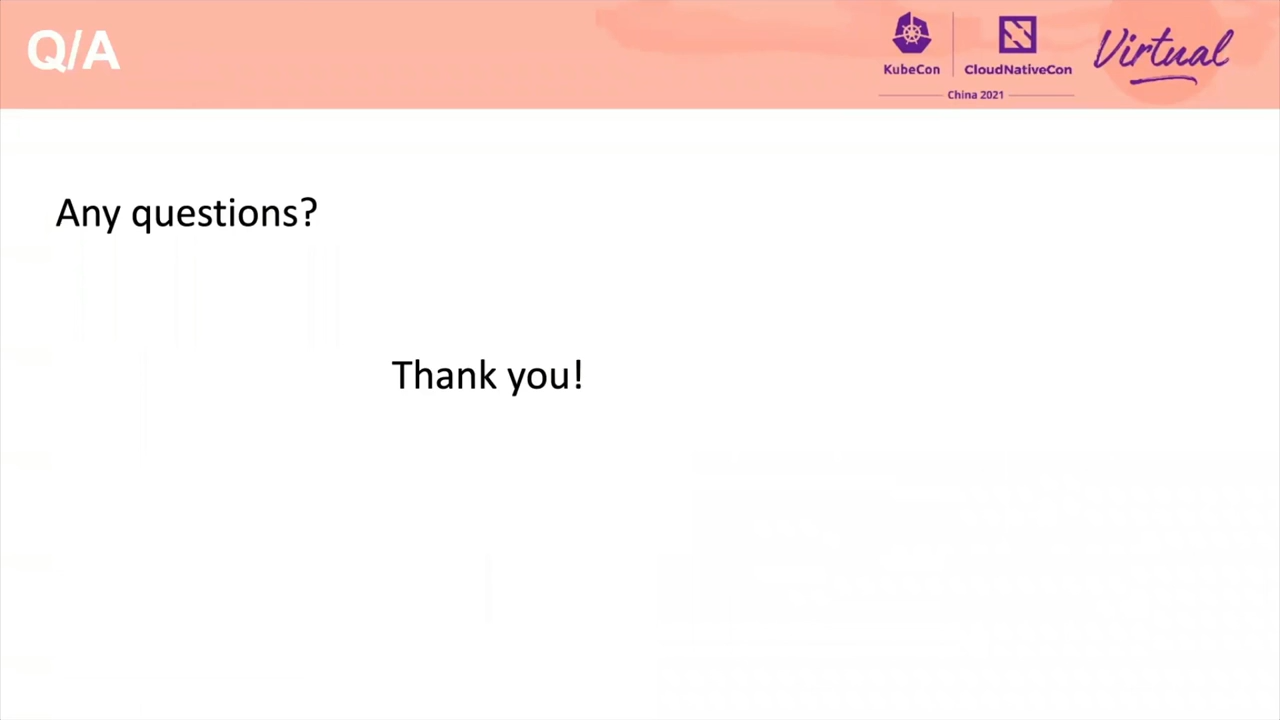 Q/A
KubeCon
CloudNativeCon
China 2021
Virtual
Any questions?
Thank you!